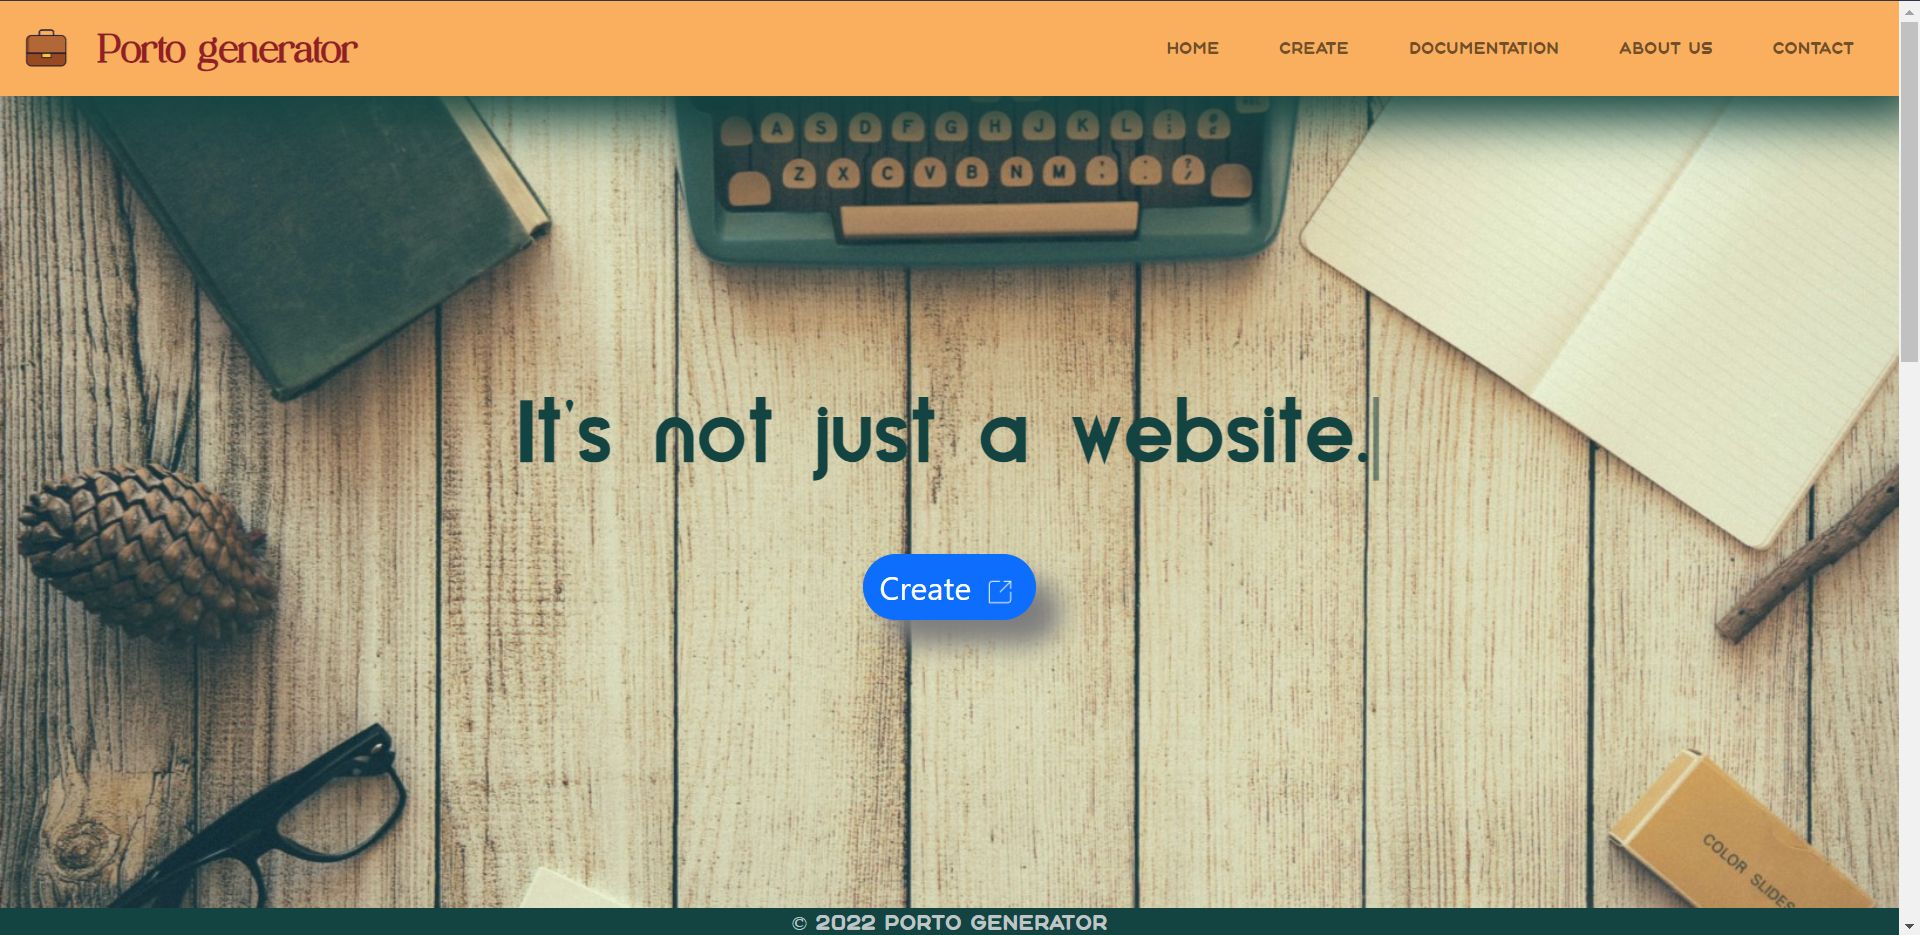 Porto generator
HOME CREATE DOCUMENTATION ABOUT US CONTACT
A S D F G H J K L
Z X C V B N M
It's not just a website.
Create
COLOR SLIDES
© 2022 PORTO GENERATOR